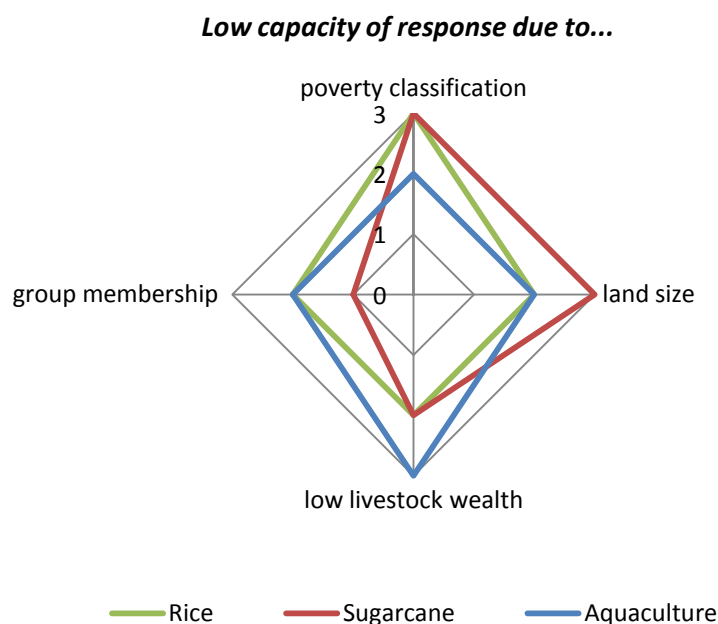 Low capacity of response due to...
poverty classification
3
2
1
0
group membership
land size
low livestock wealth
Rice
Sugarcane
Aquaculture